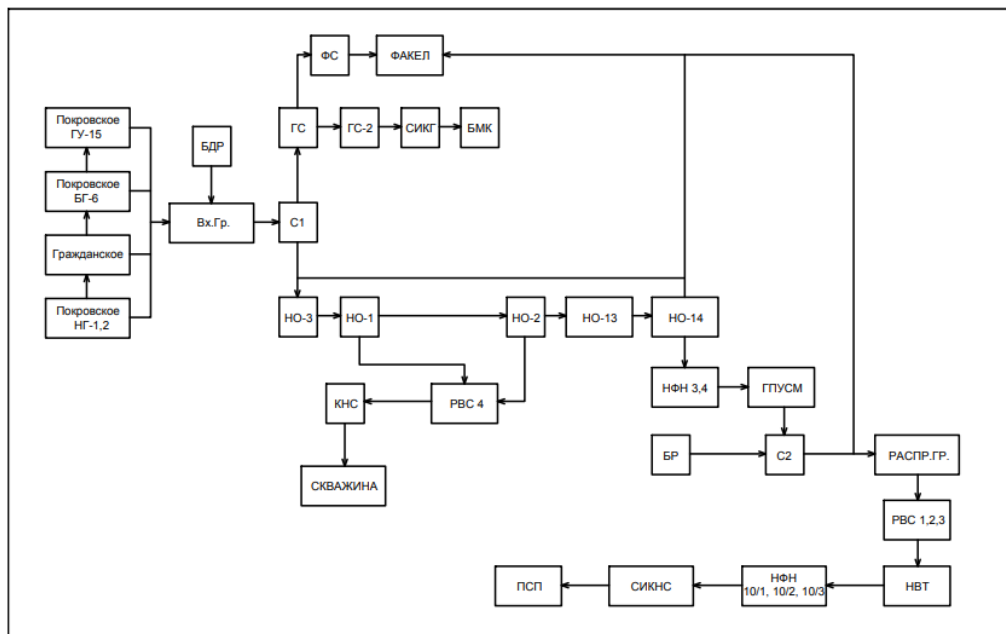 ФС
ФАКЕЛ
Покровское
ГУ-15
ГС
ГС-2
СИКГ
БМК
БДР
Покровское
БГ-6
Вх.Гр.
С1
Гражданское
Покровское
НГ-1,2
НО-3
НО-1
НО-2
НО-13
НО-14
НФН 3,4
ГПУСМ
КНС
РВС 4
БР
С2
РАСПР.ГР.
СКВАЖИНА
РВС 1,2,3
ПСП
СИКНС
НФН
10/1, 10/2, 10/3
НВТ